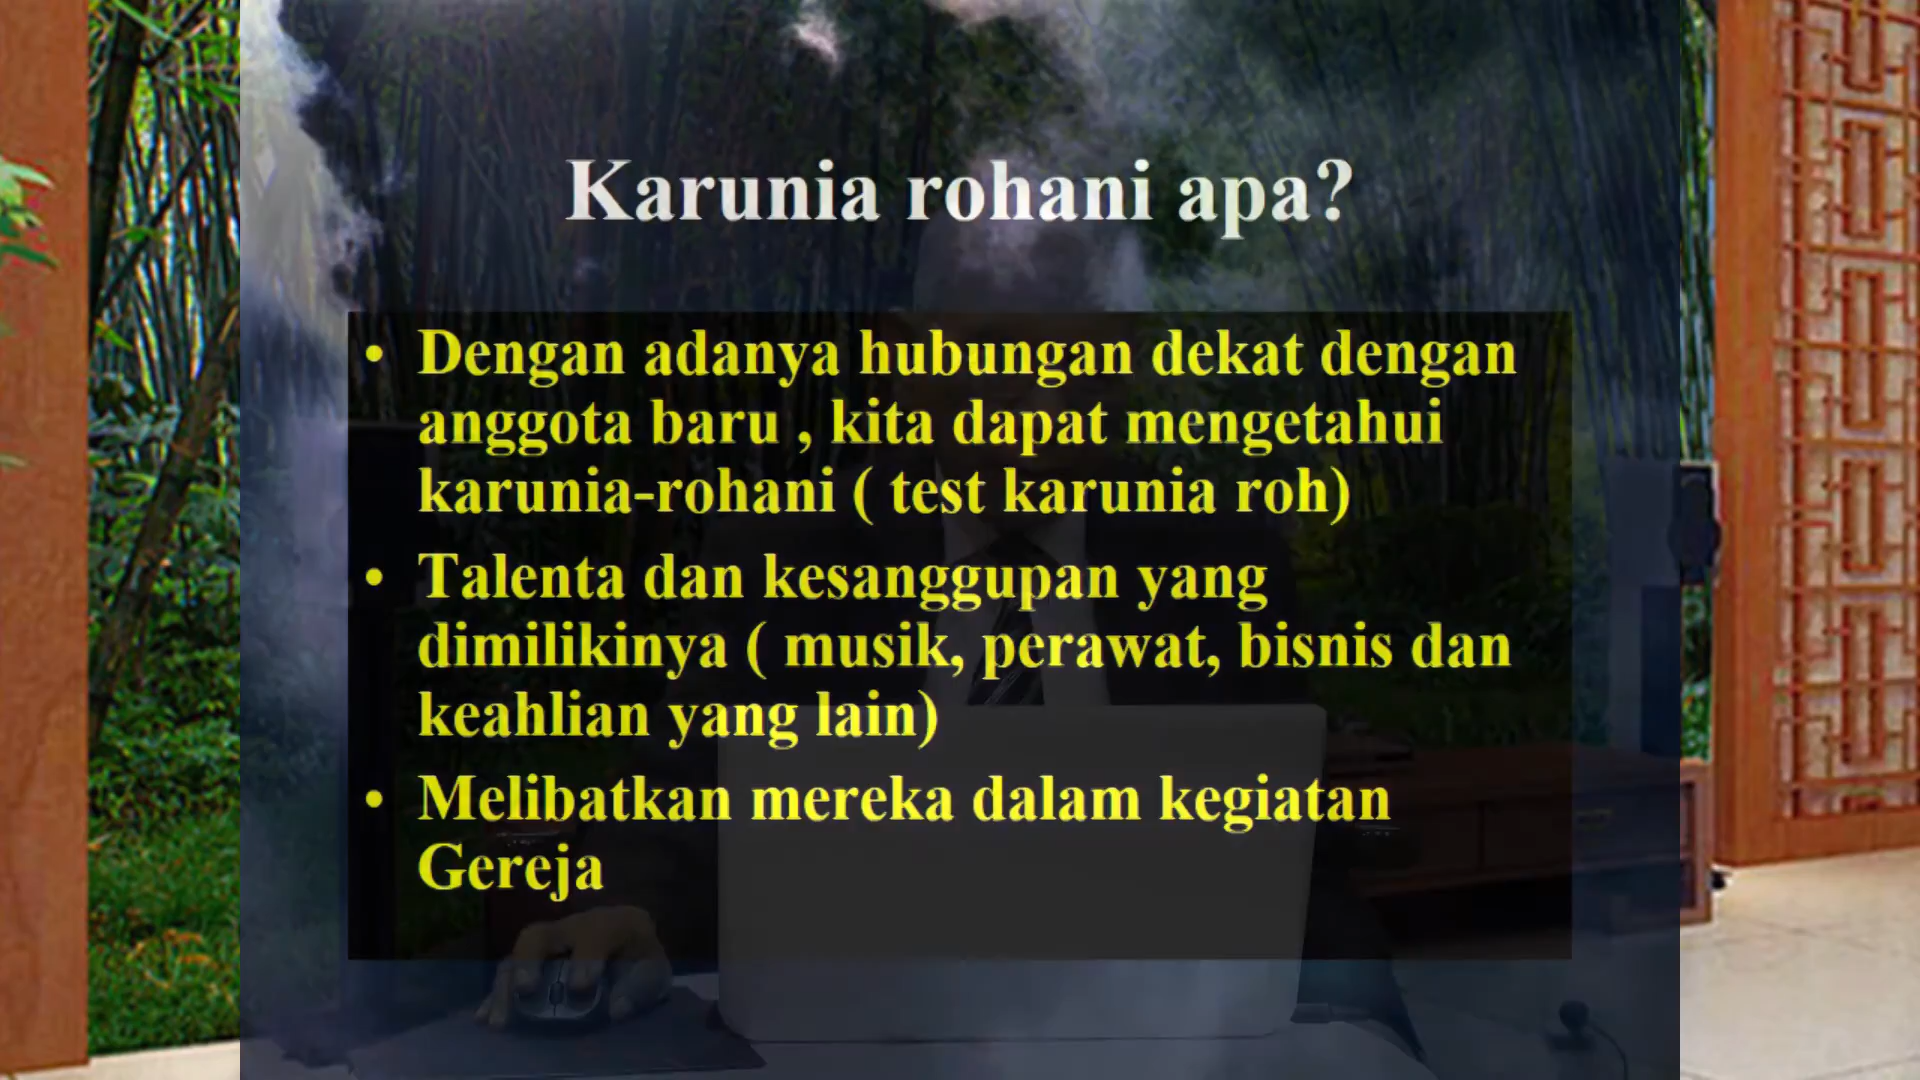 Karunia rohani apa?
• Dengan adanya hubungan dekat dengan
anggota baru , kita dapat mengetahui
karunia-rohani ( test karunia roh)
• Talenta dan kesanggupan yang
dimilikinya ( musik, perawat, bisnis dan
keahlian yang lain)
• Melibatkan mereka dalam kegiatan
Gereja